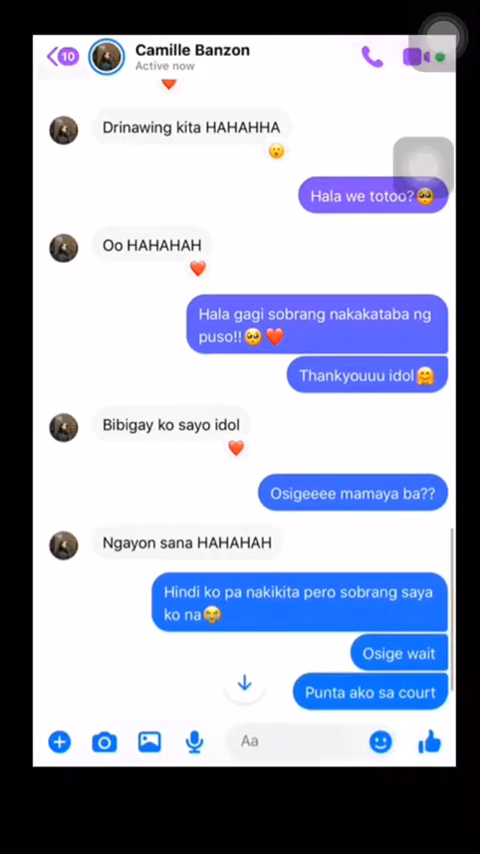 10
Camille Banzon
Active now
Drinawing kita HAHAHHA
Hala we totoo?🥺
Oo HAHAHAH
Hala gagi sobrang nakakataba ng
puso!!🥺❤️
Thankyouuu idol🤗
Bibigay ko sayo idol
Osigeeee mamaya ba??
Ngayon sana HAHAHAH
Hindi ko pa nakikita pero sobrang saya
ko na😭
Osige wait
Punta ako sa court
Aa